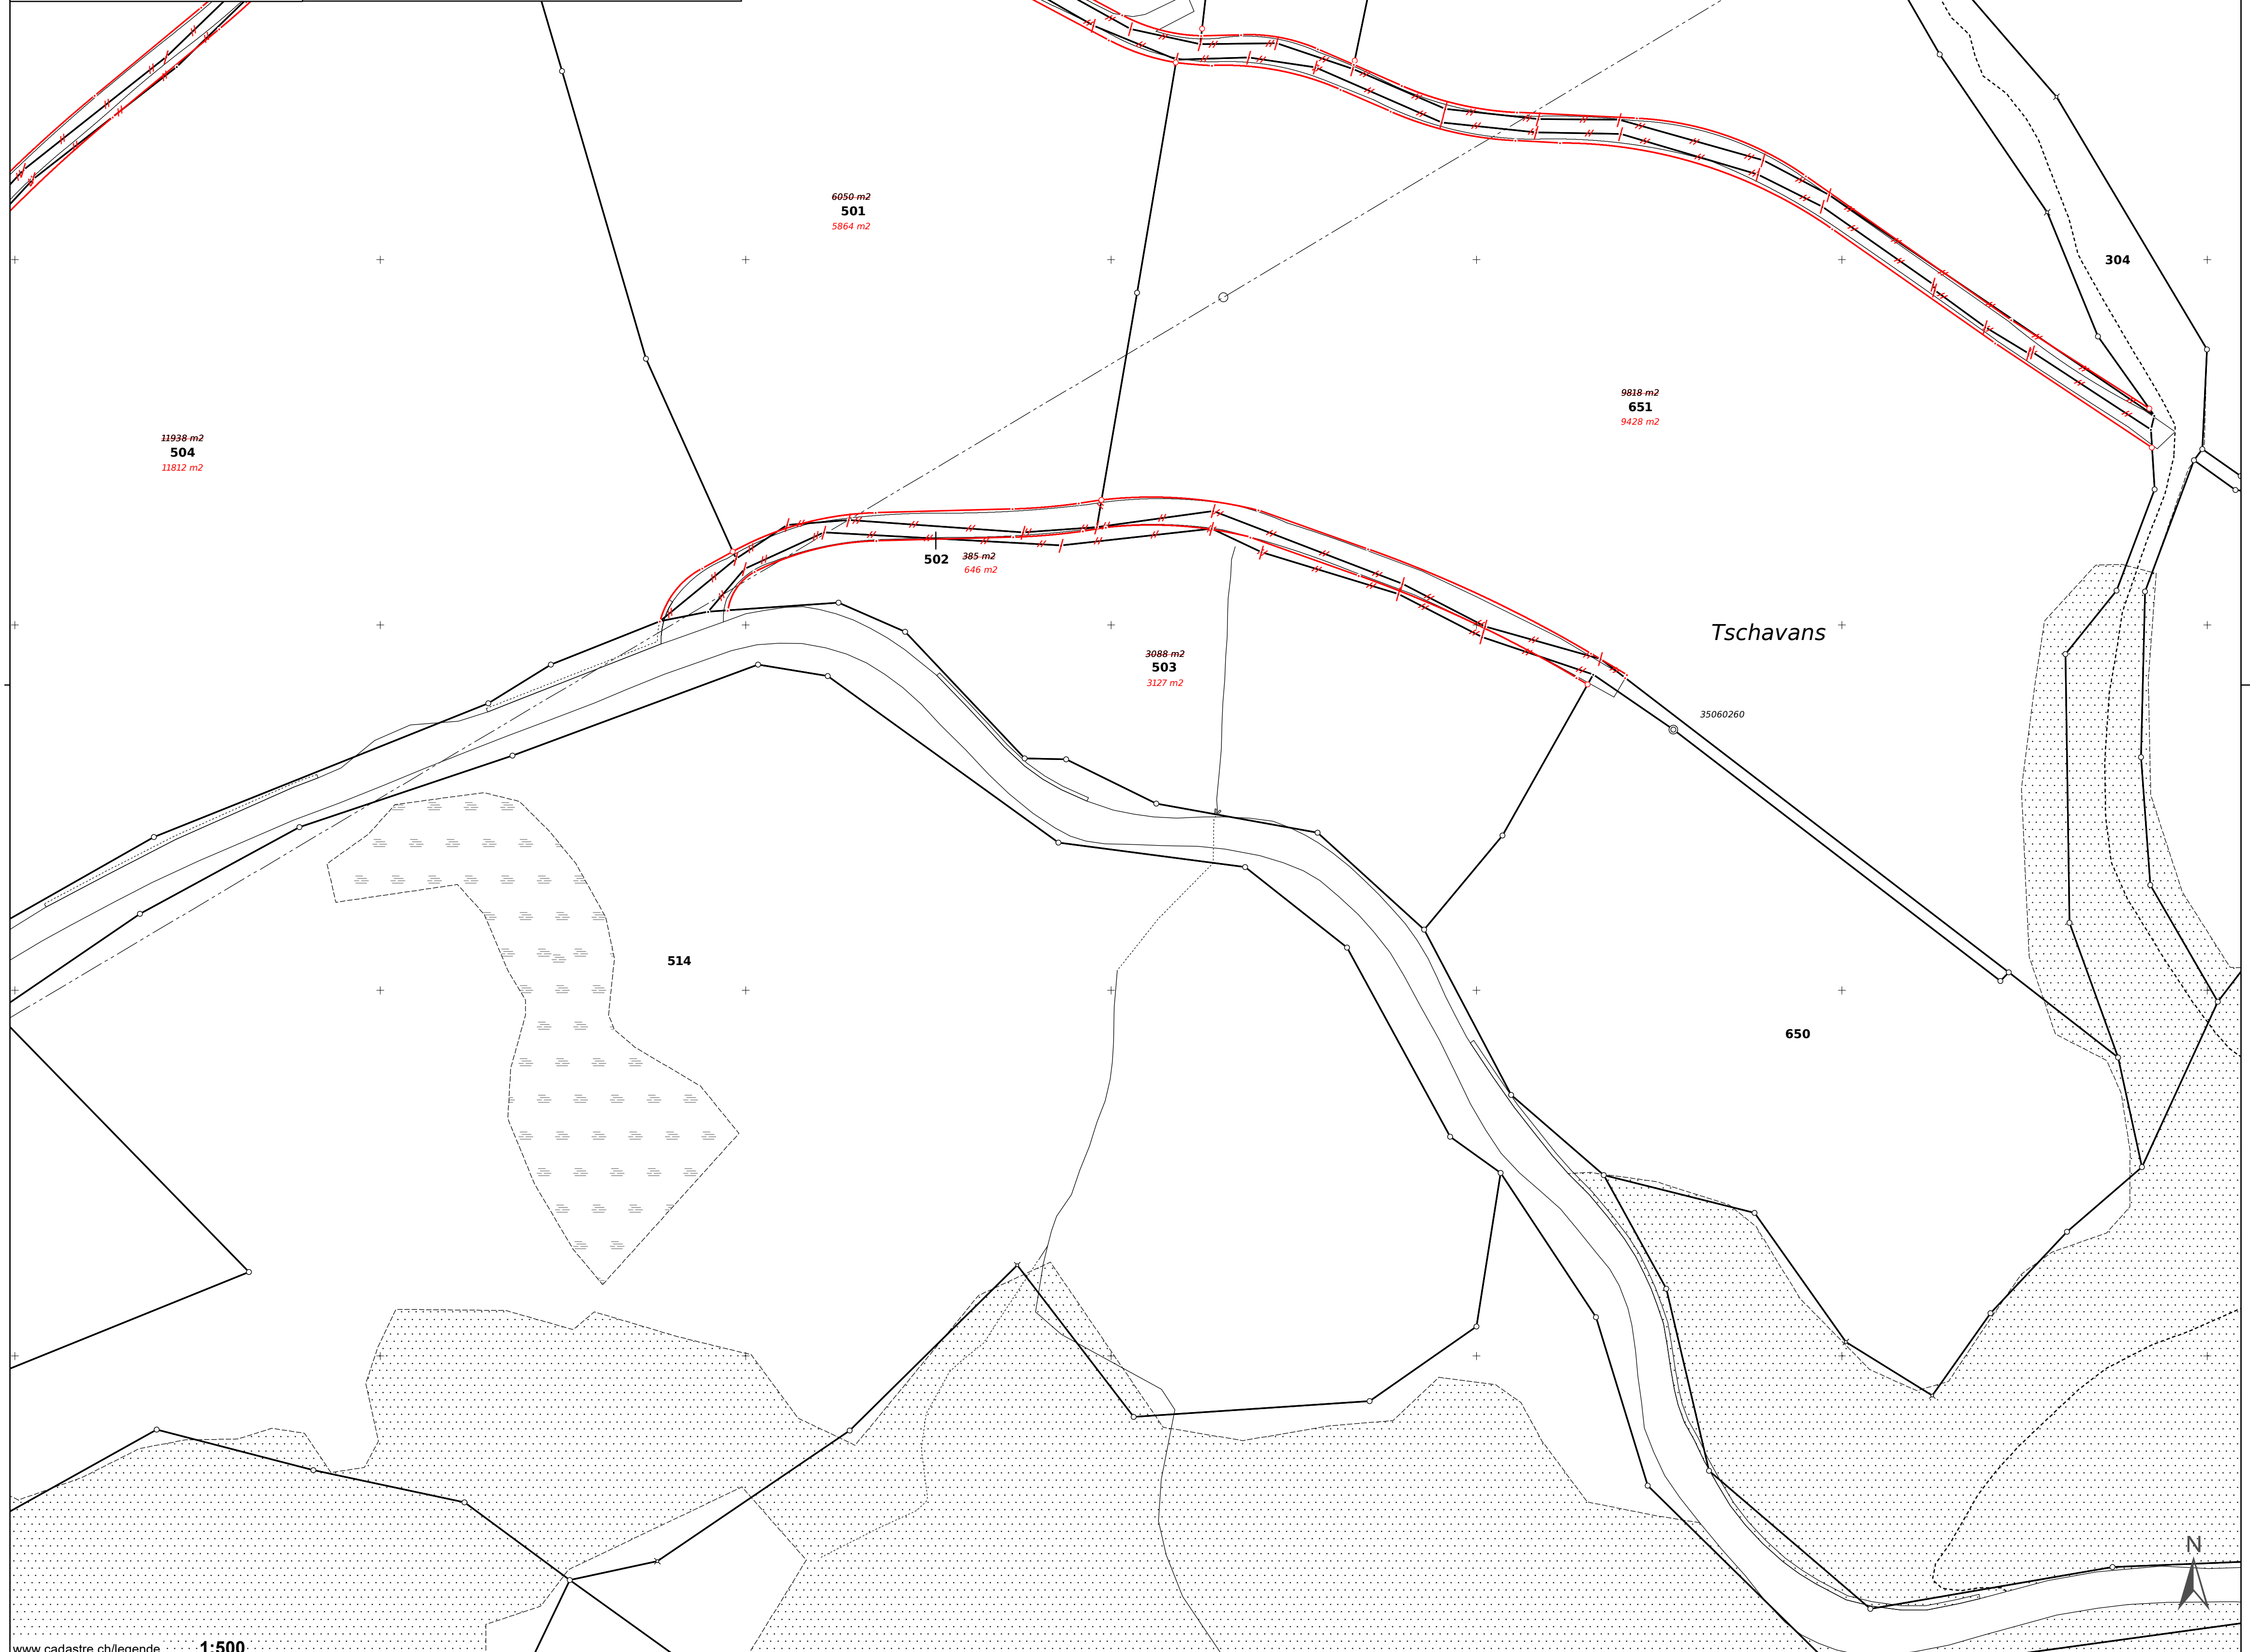 6050 m2
501
5864 m2
304
9818 m2
651
9428 m2
11938 m2
504
11812 m2
502
385 m2
646 m2
Tschavans
3088 m2
503
3127 m2
35060260
514
650
N
www.cadastre.ch/legende
1:500